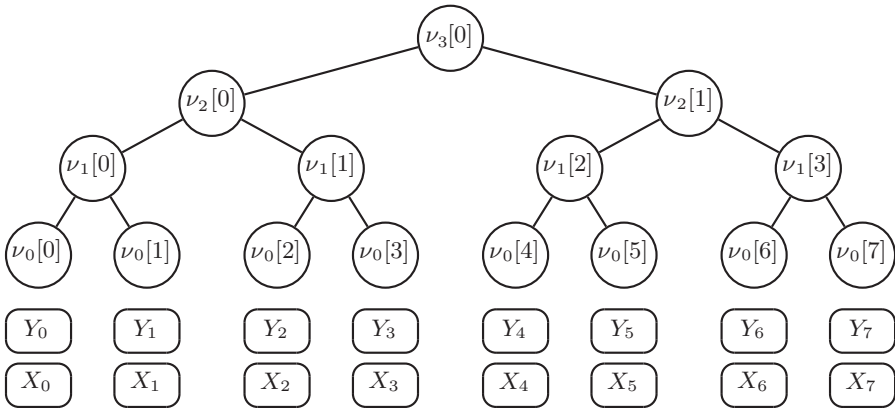 ν₃[0]
ν₂[0] ν₂[1]
ν₁[0] ν₁[1] ν₁[2] ν₁[3]
ν₀[0] ν₀[1] ν₀[2] ν₀[3] ν₀[4] ν₀[5] ν₀[6] ν₀[7]
Y₀ Y₁ Y₂ Y₃ Y₄ Y₅ Y₆ Y₇
X₀ X₁ X₂ X₃ X₄ X₅ X₆ X₇